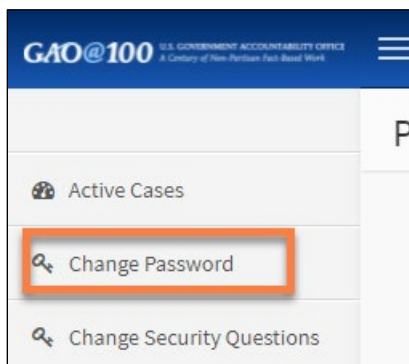 GAO@100 U.S. GOVERNMENT ACCOUNTABILITY OFFICE
A Century of Non-Partisan Fact-Based Work
P
Active Cases
Change Password
Change Security Questions